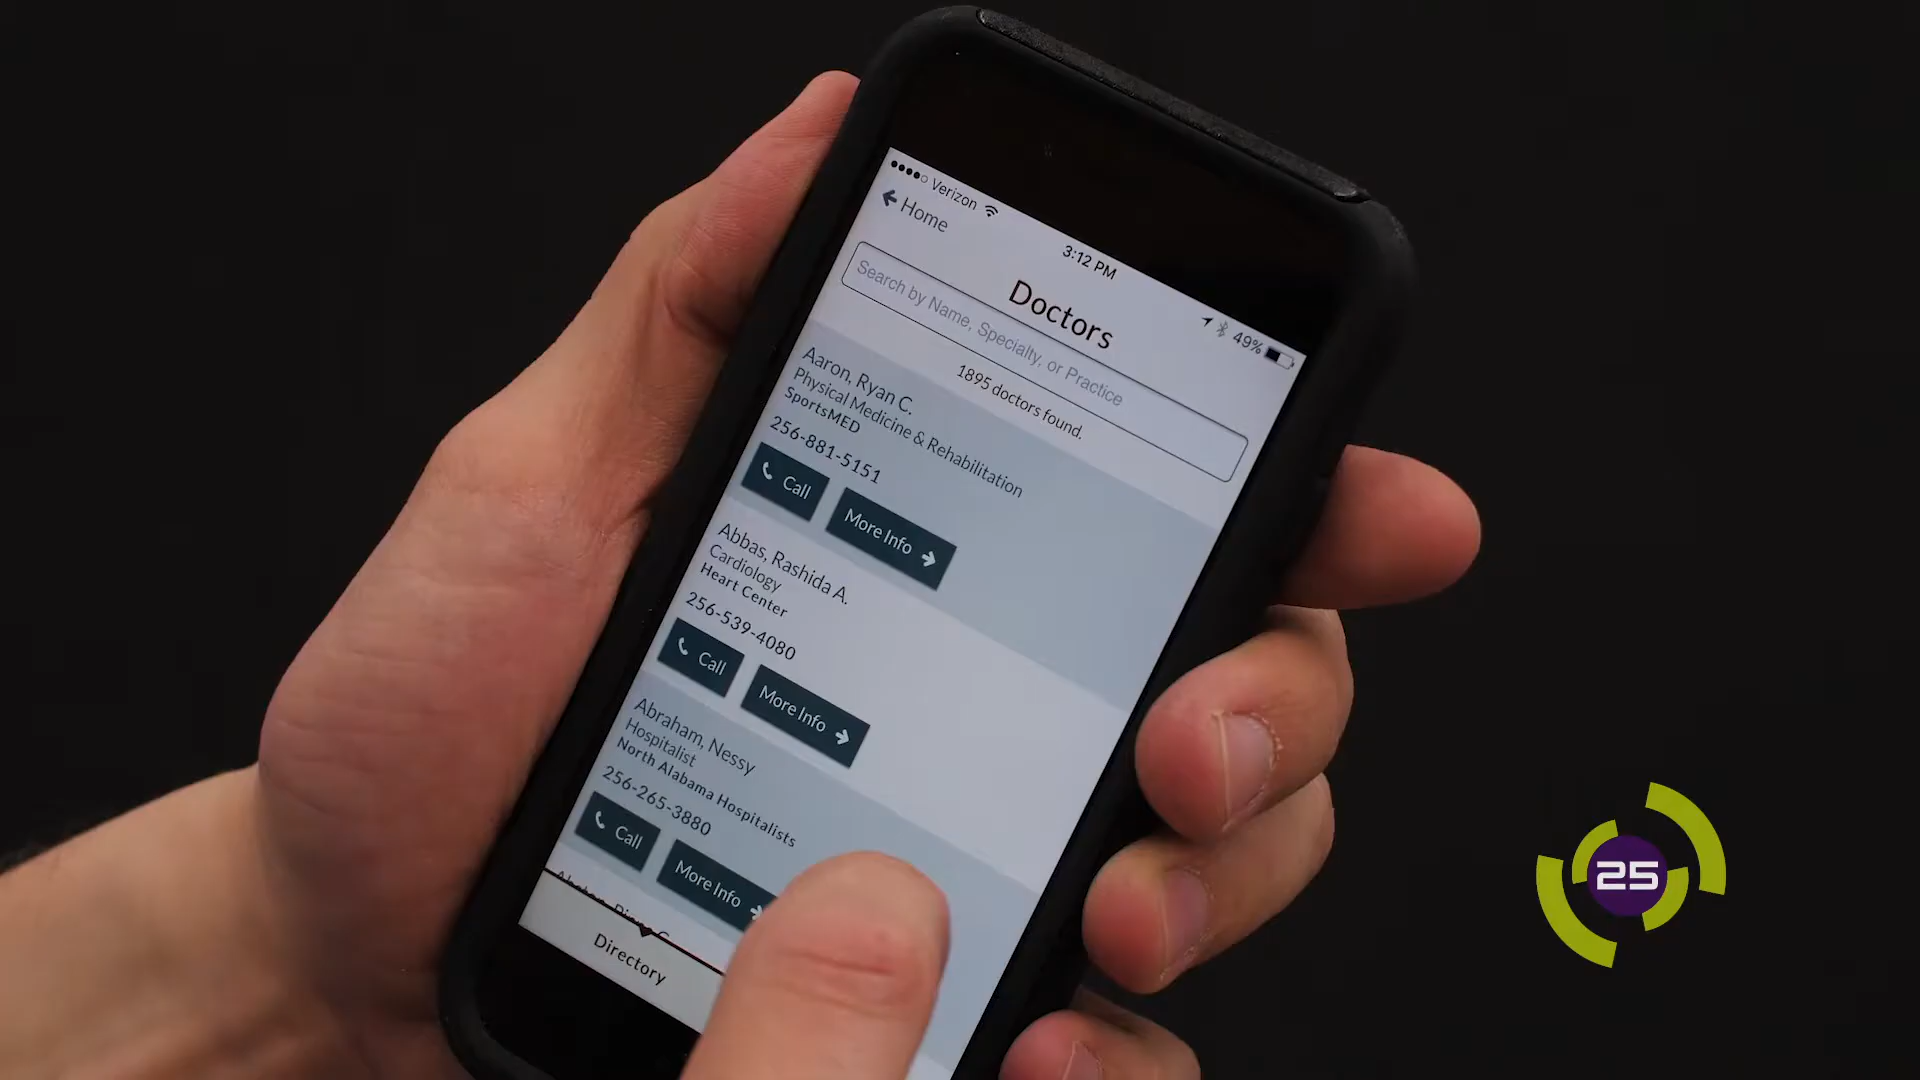 Verizon
3:12 PM
49%
Home
Doctors
Search by Name, Specialty, or Practice
1895 doctors found.
Aaron, Ryan C.
Physical Medicine & Rehabilitation
SportsMED
256-881-5151
Call
More Info
Abbas, Rashida A.
Cardiology
Heart Center
256-539-4080
Call
More Info
Abraham, Nessy
Hospitalist
North Alabama Hospitalists
256-265-3880
Call
More Info
Directory
25